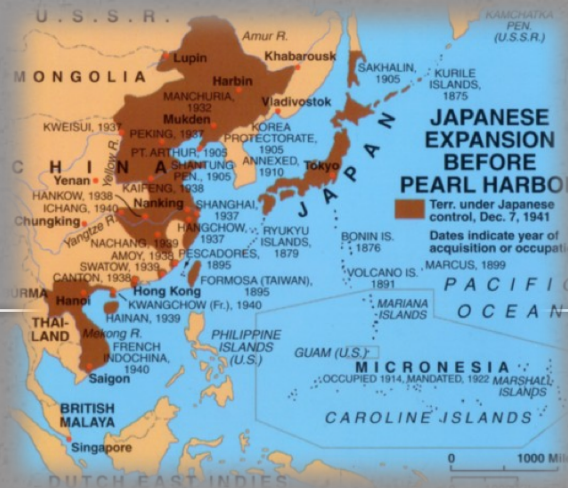 U.S.S.R.
KAMCHATKA
PEN.
(U.S.S.R.)
Amur R.
Lupin
Khabarousk
MONGOLIA
Harbin
SAKHALIN,
1905
KURILE
ISLANDS,
1875
MANCHURIA,
1932
Vladivostok
Mukden
KWEISUI, 1937
PEKING, 1937
KOREA
PROTECTORATE,
1905
ANNEXED,
1910
JAPANESE
EXPANSION
BEFORE
PEARL HARBO
PT. ARTHUR, 1905
CHINA
SHANTUNG
PEN., 1905
Yellow R.
Tokyo
JAPAN
Yenan
KAIFENG, 1938
HANKOW, 1938
ICHANG, 1940
Nanking
SHANGHAI,
1937
Terr. under Japanese
control, Dec. 7, 1941
Chungking
Yangtze R.
HANGCHOW,
1937
Dates indicate year of
acquisition or occupati
NACHANG, 1939
AMOY, 1938
SWATOW, 1939
CANTON, 1938
PESCADORES,
1895
RYUKYU
ISLANDS,
1879
BONIN IS.
1876
VOLCANO IS.
1891
MARCUS, 1899
FORMOSA (TAIWAN),
1895
PACIFIC
OCEAN
BURMA
Hanoi
Hong Kong
KWANGCHOW (Fr.), 1940
HAINAN, 1939
MARIANA
ISLANDS
THAI-
LAND
Mekong R.
FRENCH
INDOCHINA,
1940
PHILIPPINE
ISLANDS
(U.S.)
GUAM (U.S.)
MICRONESIA
OCCUPIED 1914, MANDATED, 1922
MARSHALL
ISLANDS
Saigon
CAROLINE ISLANDS
BRITISH
MALAYA
Singapore
0 1000 Mil
DUTCH EAST INDIES